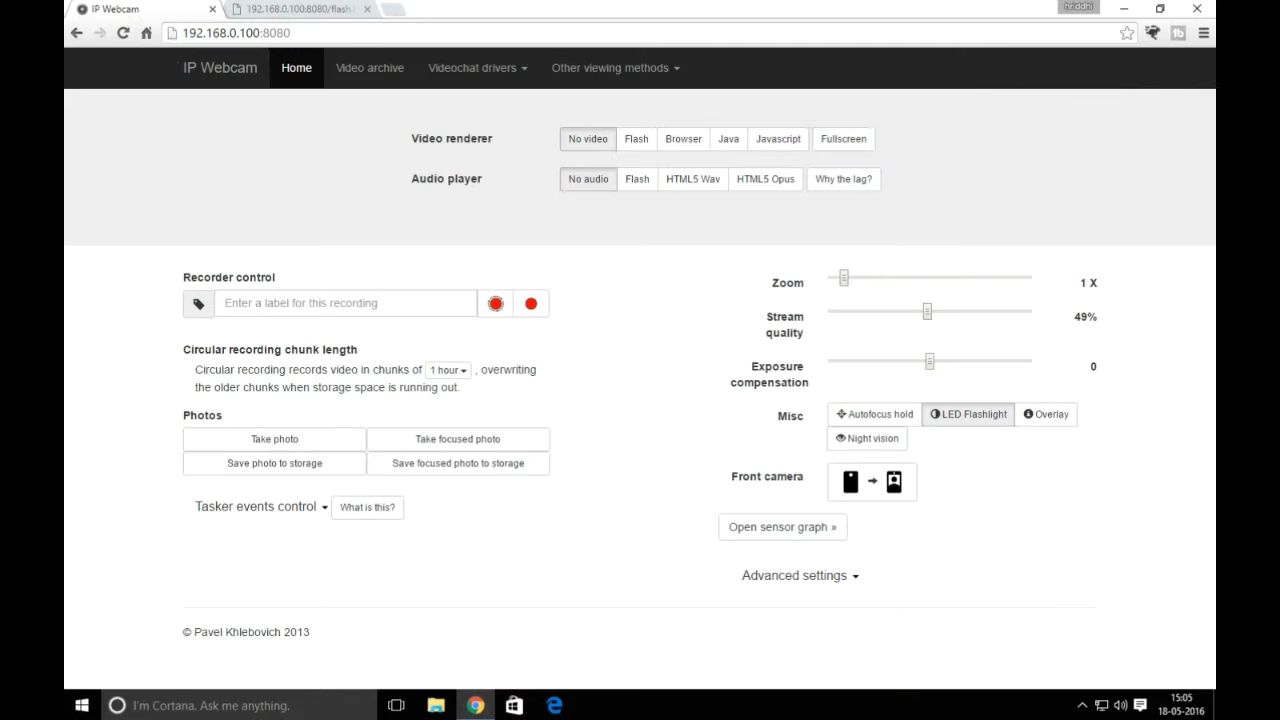 IP Webcam
192.168.0.100:8080/flash
hriddhi
192.168.0.100:8080
IP Webcam Home Video archive Videochat drivers Other viewing methods
Video renderer No video Flash Browser Java Javascript Fullscreen
Audio player No audio Flash HTML5 Wav HTML5 Opus Why the lag?
Recorder control
Enter a label for this recording
Circular recording chunk length
Circular recording records video in chunks of 1 hour , overwriting
the older chunks when storage space is running out.
Photos
Take photo Take focused photo
Save photo to storage Save focused photo to storage
Tasker events control What is this?
Zoom 1 X
Stream
quality 49%
Exposure
compensation 0
Misc Autofocus hold LED Flashlight Overlay
Night vision
Front camera
Open sensor graph »
Advanced settings
© Pavel Khlebovich 2013
I'm Cortana. Ask me anything.
15:05
18-05-2016